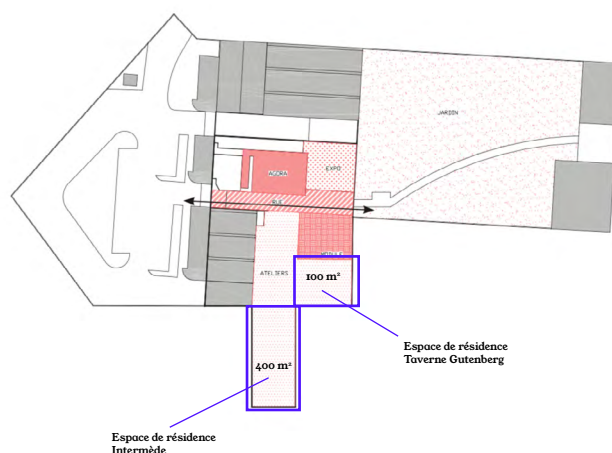 JARDIN
AGORA
EXPO
RUE
ATELIERS
100 m²
400 m²
Espace de résidence
Taverne Gutenberg
Espace de résidence
Intermède